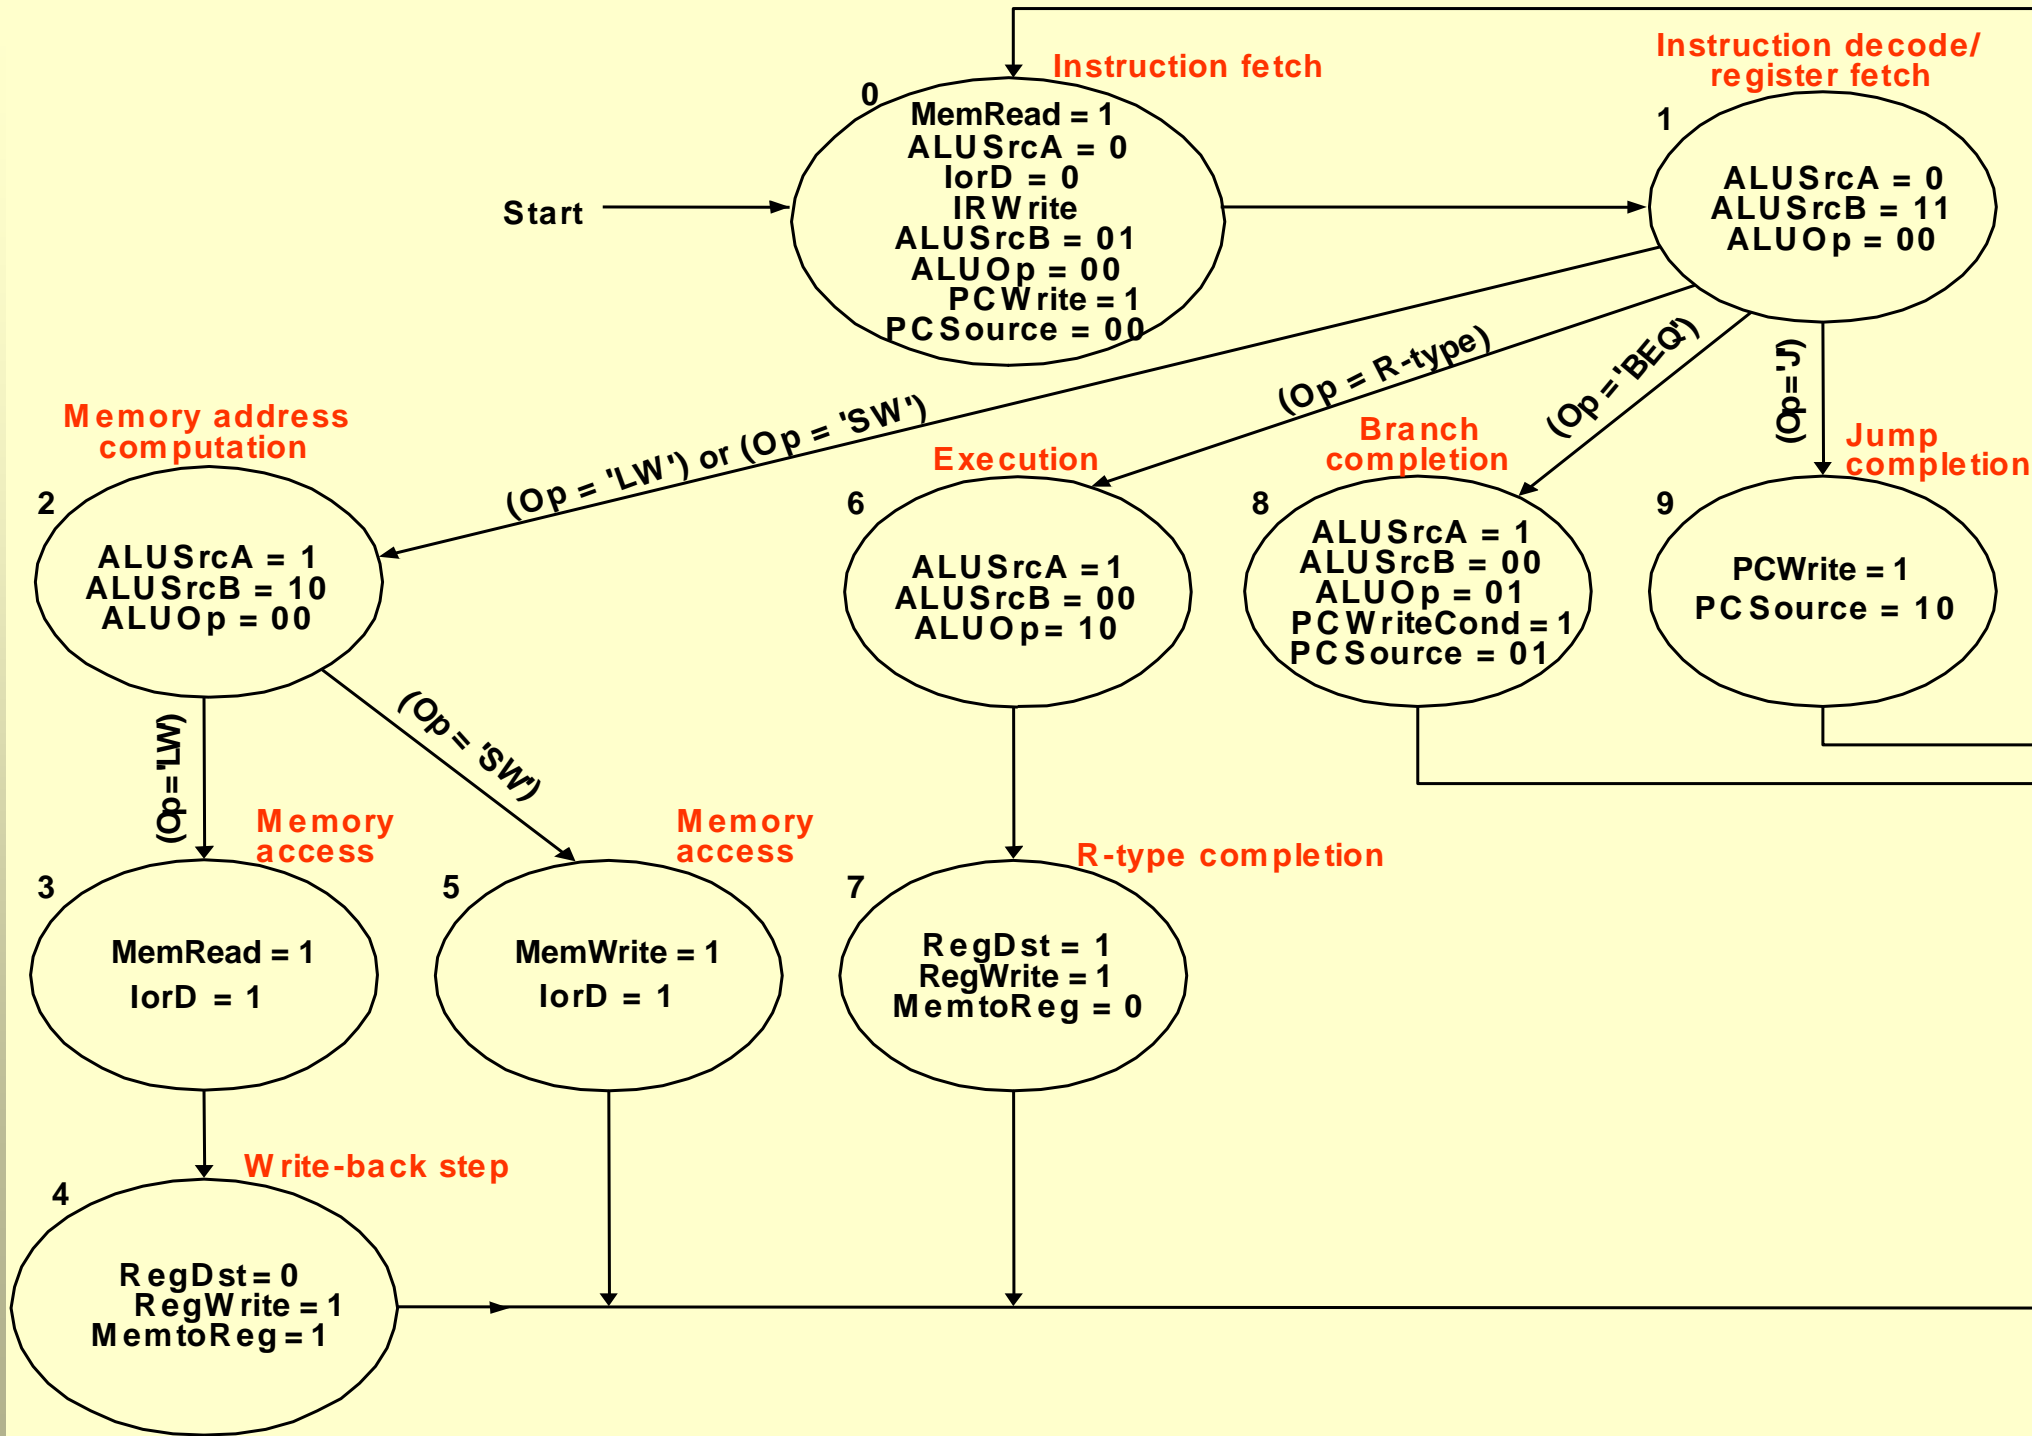 Instruction fetch
Instruction decode/
register fetch
0
MemRead = 1
ALUSrcA = 0
IorD = 0
IRWrite
ALUSrcB = 01
ALUOp = 00
PCWrite = 1
PCSource = 00
1
ALUSrcA = 0
ALUSrcB = 11
ALUOp = 00
Start
(Op = 'LW') or (Op = 'SW')
(Op = R-type)
(Op = 'BEQ')
(Op = 'J')
Memory address
computation
2
ALUSrcA = 1
ALUSrcB = 10
ALUOp = 00
Execution
6
ALUSrcA = 1
ALUSrcB = 00
ALUOp = 10
Branch
completion
8
ALUSrcA = 1
ALUSrcB = 00
ALUOp = 01
PCWriteCond = 1
PCSource = 01
Jump
completion
9
PCWrite = 1
PCSource = 10
(Op = 'LW')
(Op = 'SW')
Memory
access
3
MemRead = 1
IorD = 1
Memory
access
5
MemWrite = 1
IorD = 1
R-type completion
7
RegDst = 1
RegWrite = 1
MemtoReg = 0
Write-back step
4
RegDst = 0
RegWrite = 1
MemtoReg = 1